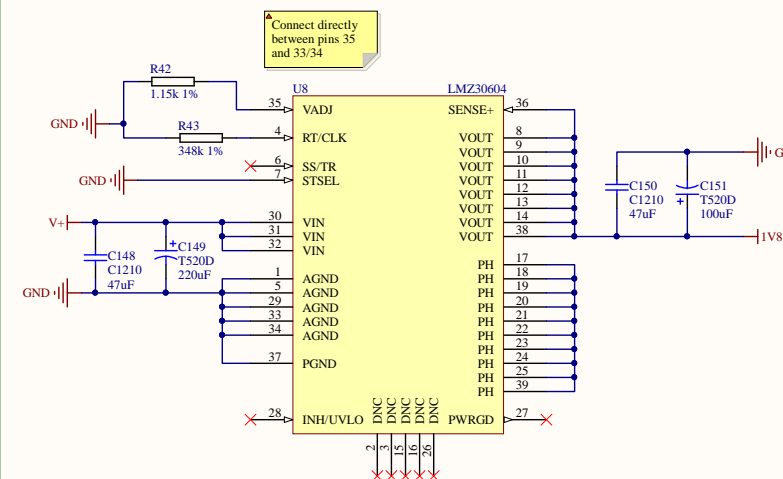 Connect directly
between pins 35
and 33/34
R42
1.15k 1%
U8
LMZ30604
35
VADJ
SENSE+
36
GND
R43
348k 1%
4
RT/CLK
VOUT
8
VOUT
9
6
SS/TR
VOUT
10
GND
7
STSEL
VOUT
11
VOUT
12
VOUT
13
V+
30
VIN
VOUT
14
31
VIN
VOUT
38
32
VIN
C150
C1210
47uF
C151
T520D
100uF
G
1V8
C148
C1210
47uF
C149
T520D
220uF
GND
1
AGND
5
AGND
29
AGND
33
AGND
34
AGND
37
PGND
PH
17
PH
18
PH
19
PH
20
PH
21
PH
22
PH
23
PH
24
PH
25
PH
39
28
INH/UVLO
PWRGD
27
DNC
DNC
DNC
DNC
DNC
2
3
15
16
26